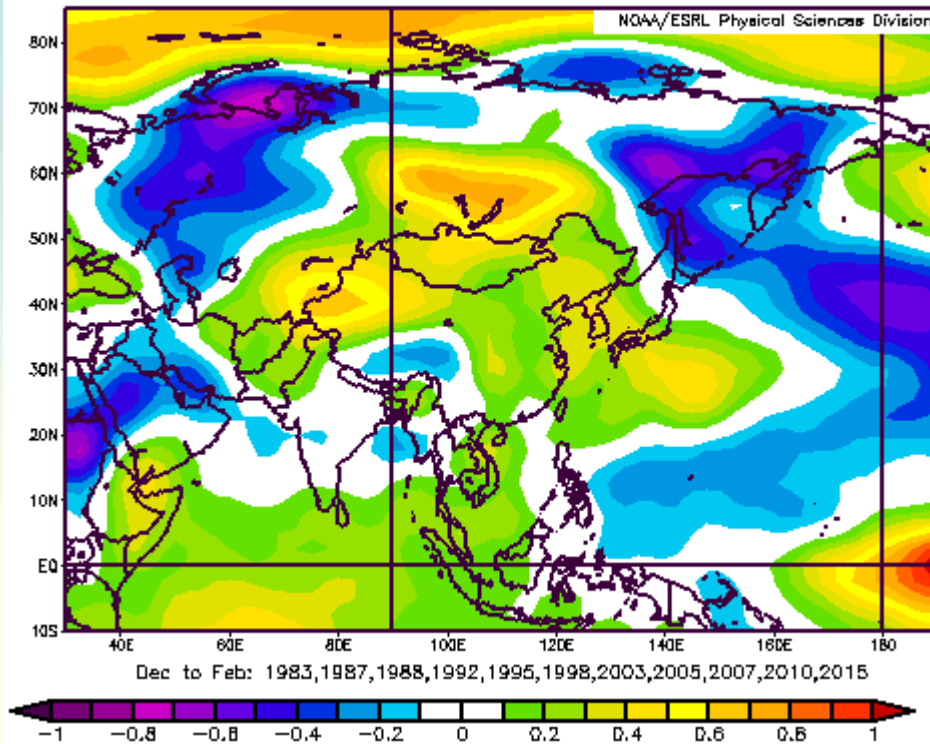 NOAA/ESRL Physical Sciences Division
80N
70N
60N
50N
40N
30N
20N
10N
EQ
10S
40E 60E 80E 100E 120E 140E 160E 180
Dec to Feb: 1983,1987,1988,1992,1995,1998,2003,2005,2007,2010,2015
-1 -0.8 -0.6 -0.4 -0.2 0 0.2 0.4 0.6 0.8 1